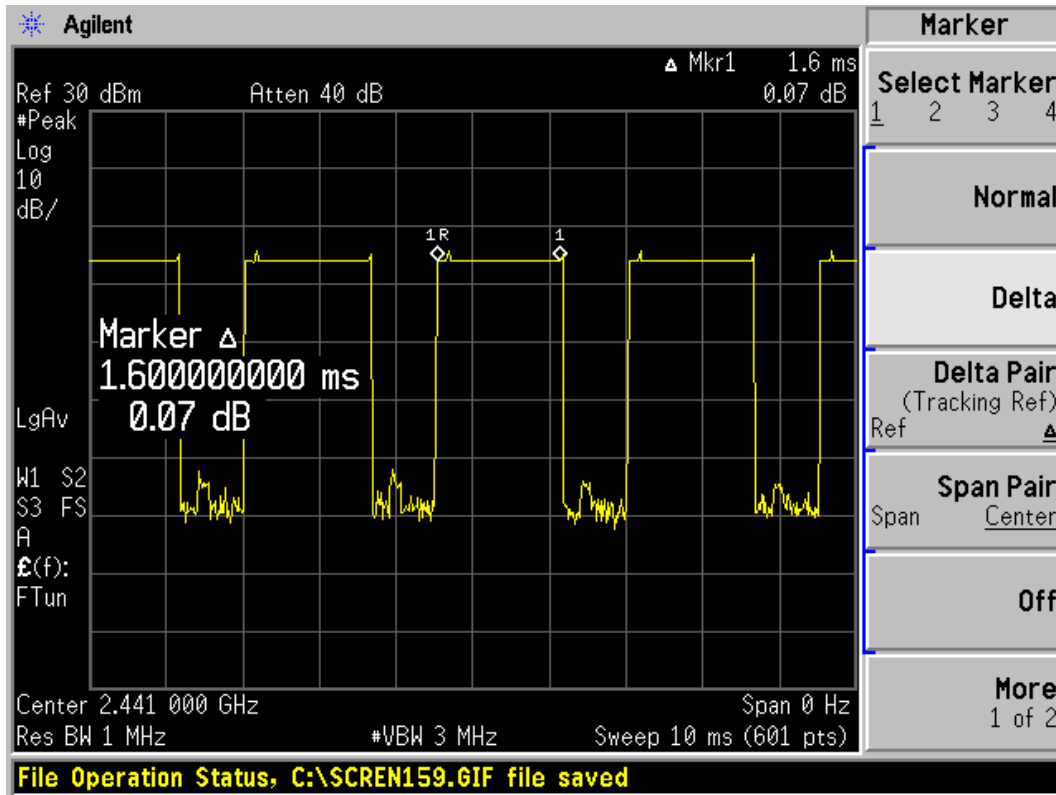 Agilent
Marker
Δ Mkr1 1.6 ms
Ref 30 dBm Atten 40 dB 0.07 dB
#Peak
Log
10
dB/
1R 1
Marker Δ
1.600000000 ms
0.07 dB
LgAv
W1 S2
S3 FS
A
£(f):
FTun
Center 2.441 000 GHz Span 0 Hz
Res BW 1 MHz #VBW 3 MHz Sweep 10 ms (601 pts)
File Operation Status, C:\SCREN159.GIF file saved
Select Marker
1 2 3 4
Normal
Delta
Delta Pair
(Tracking Ref)
Ref Δ
Span Pair
Span Center
Off
More
1 of 2